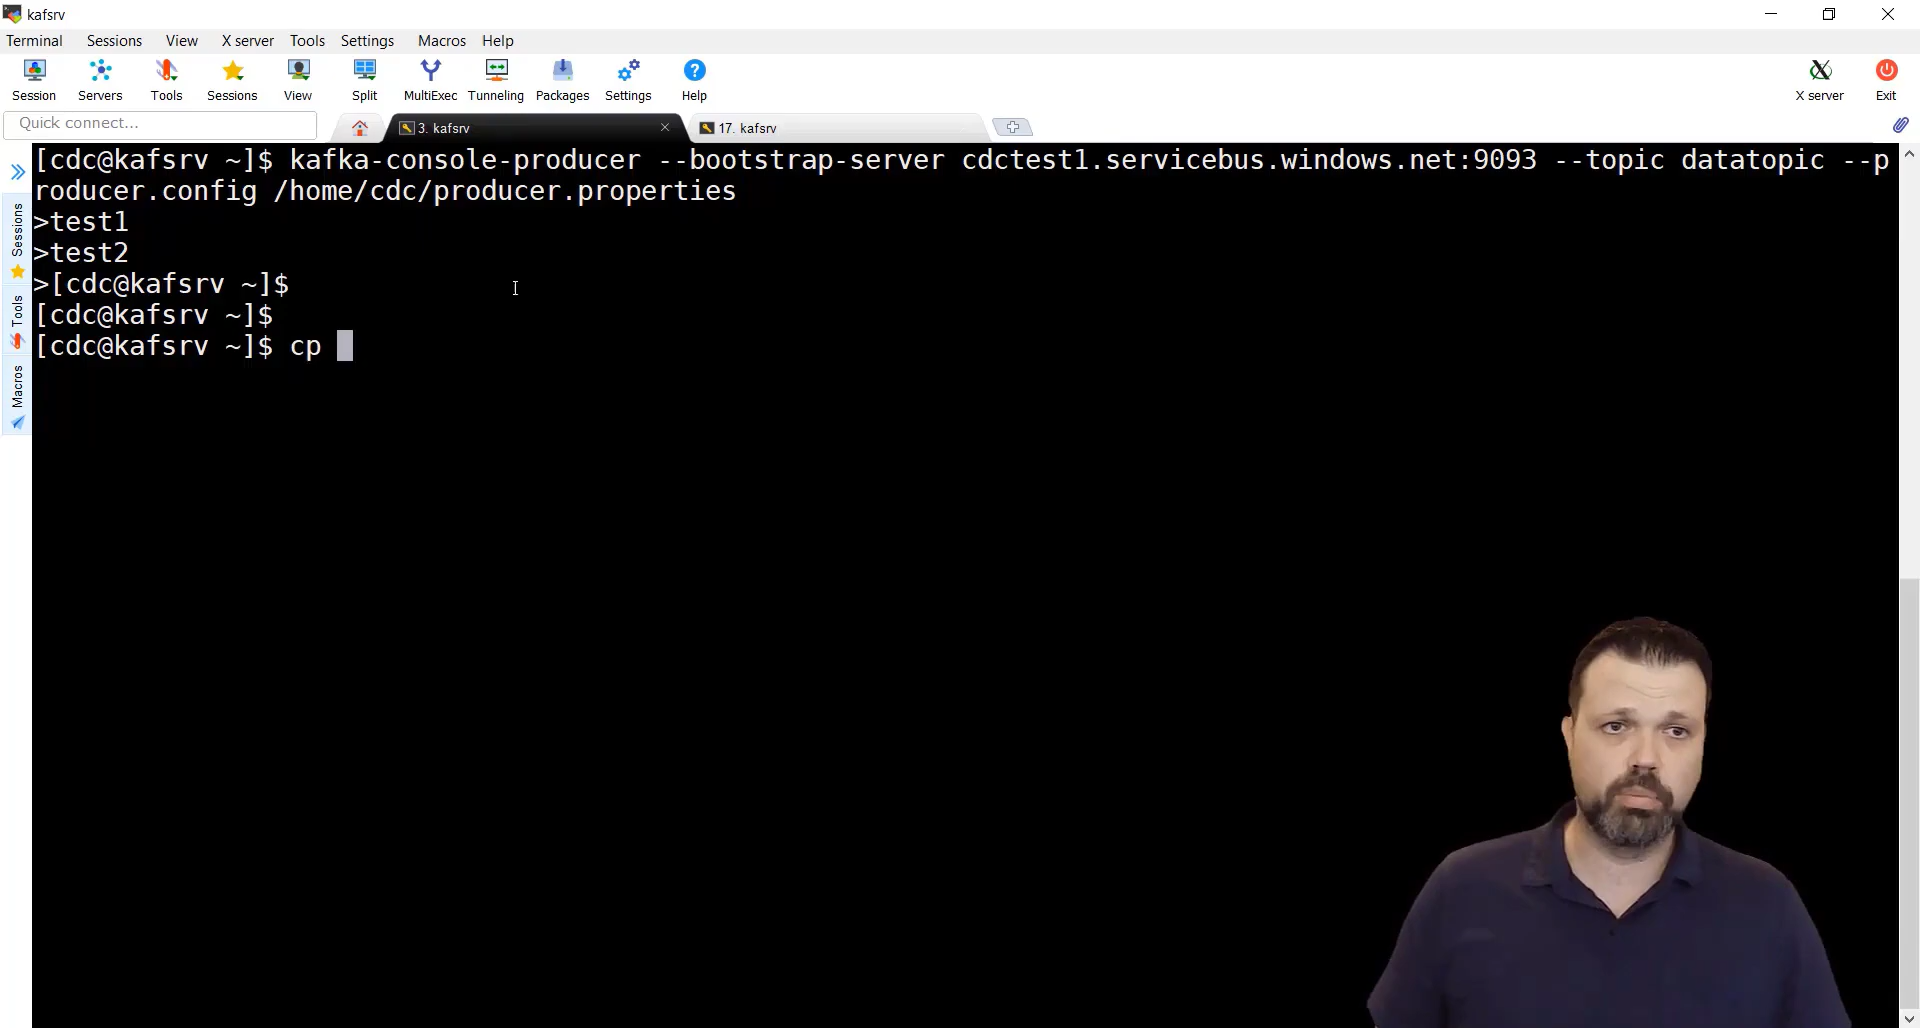 kafsrv
Terminal Sessions View X server Tools Settings Macros Help
Session Servers Tools Sessions View Split MultiExec Tunneling Packages Settings Help X server Exit
Quick connect... 3. kafsrv 17. kafsrv
[cdc@kafsrv ~]$ kafka-console-producer --bootstrap-server cdctest1.servicebus.windows.net:9093 --topic datatopic --p
roducer.config /home/cdc/producer.properties
>test1
>test2
>[cdc@kafsrv ~]$
[cdc@kafsrv ~]$
[cdc@kafsrv ~]$ cp
Sessions
Tools
Macros